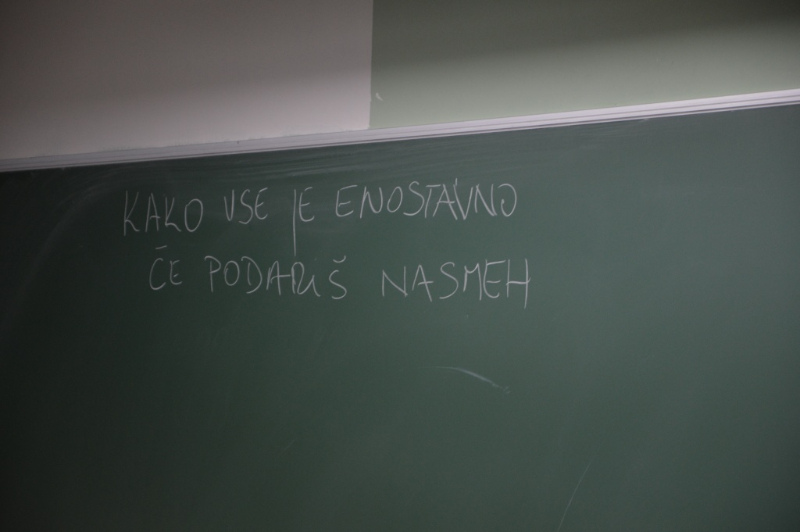 KAKO VSE JE ENOSTAVNO
ČE PODARIŠ NASMEH